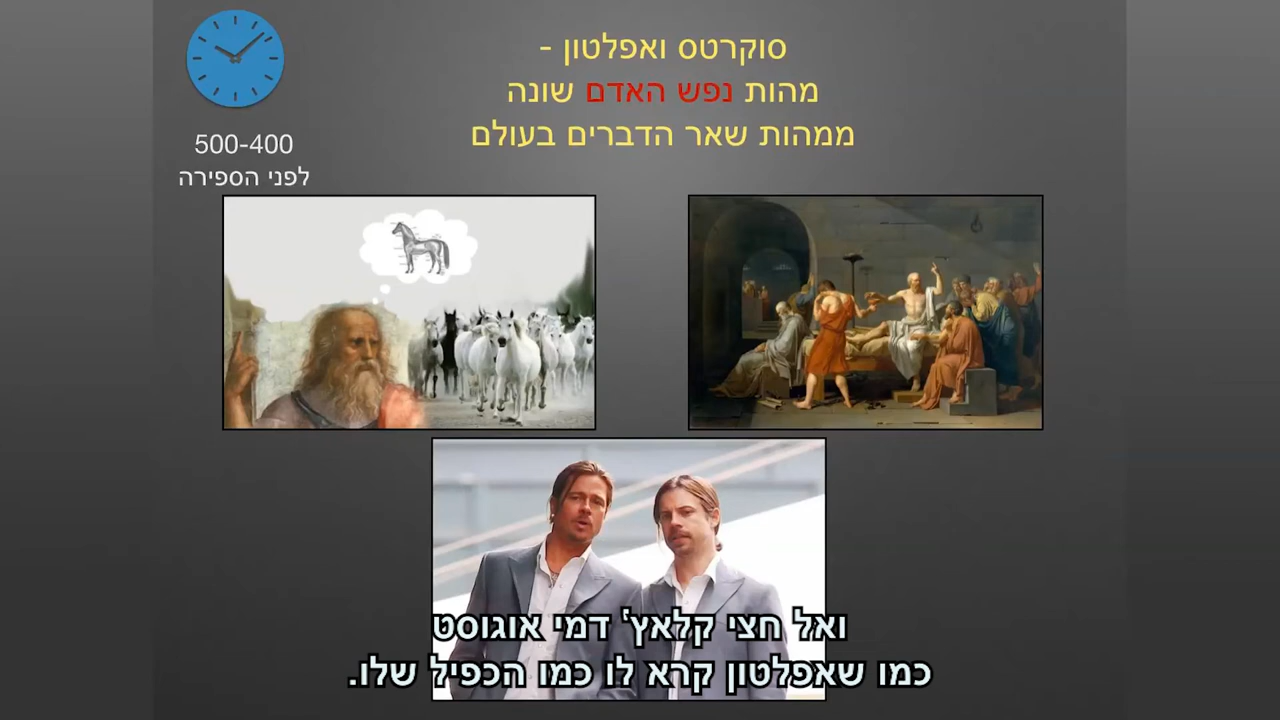 סוקרטס ואפלטון -
מהות נפש האדם שונה
ממהות שאר הדברים בעולם
500-400
לפני הספירה
ואל חצי קלאץ' דמי אוגוסט
כמו שאפלטון קרא לו כמו הכפיל שלו.